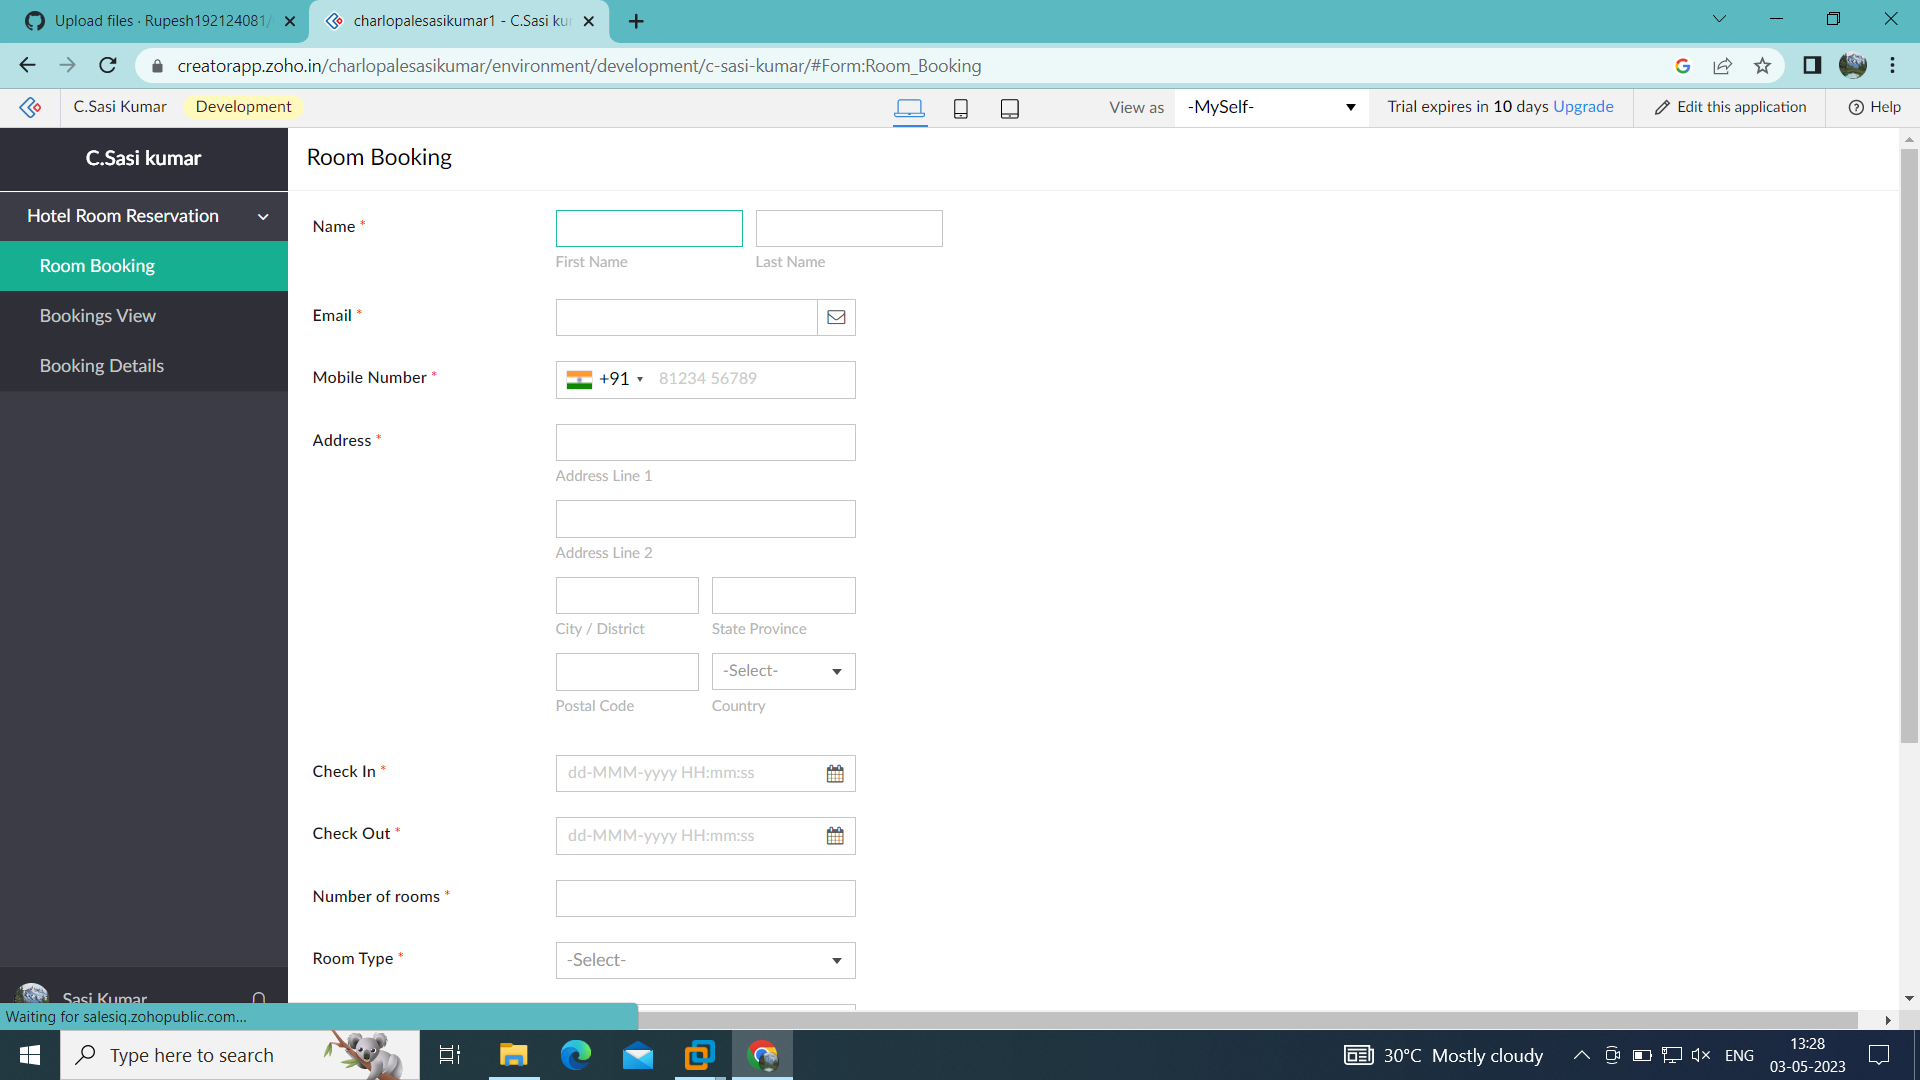 Upload files · Rupesh192124081/
charlopalesasikumar1 - C.Sasi ku
creatorapp.zoho.in/charlopalesasikumar/environment/development/c-sasi-kumar/#Form:Room_Booking
C.Sasi Kumar
Development
View as
-MySelf-
Trial expires in 10 days Upgrade
Edit this application
Help
C.Sasi kumar
Hotel Room Reservation
Room Booking
Bookings View
Booking Details
Sasi Kumar
Room Booking
Name *
First Name
Last Name
Email *
Mobile Number *
+91
81234 56789
Address *
Address Line 1
Address Line 2
City / District
State Province
-Select-
Postal Code
Country
Check In *
dd-MMM-yyyy HH:mm:ss
Check Out *
dd-MMM-yyyy HH:mm:ss
Number of rooms *
Room Type *
-Select-
Waiting for salesiq.zohopublic.com...
Type here to search
30°C Mostly cloudy
ENG
13:28
03-05-2023